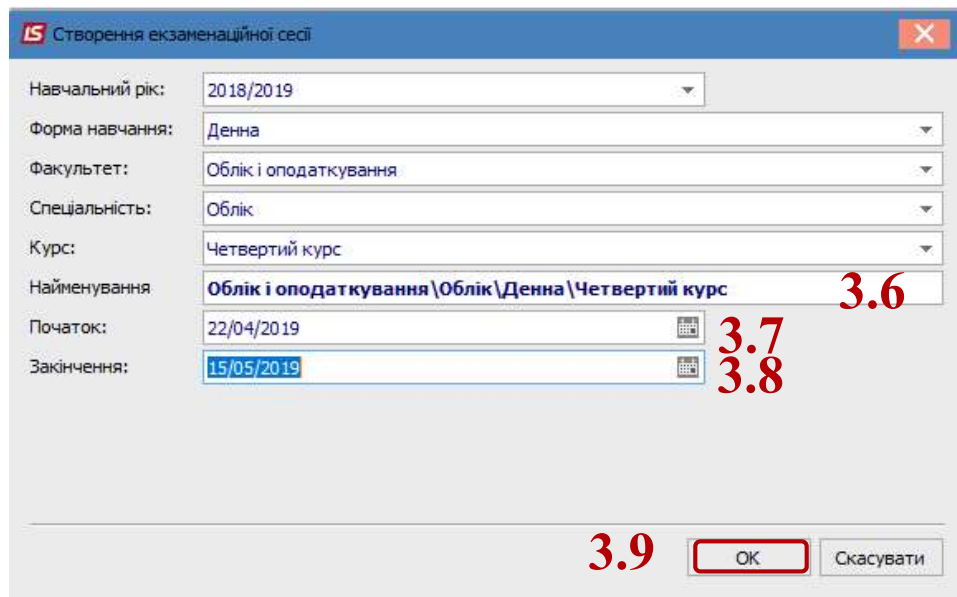 Створення екзаменаційної сесії
Навчальний рік: 2018/2019
Форма навчання: Денна
Факультет: Облік і оподаткування
Спеціальність: Облік
Курс: Четвертий курс
Найменування Облік і оподаткування\Облік\Денна\Четвертий курс 3.6
Початок: 22/04/2019 3.7
Закінчення: 15/05/2019 3.8
3.9 ОК Скасувати